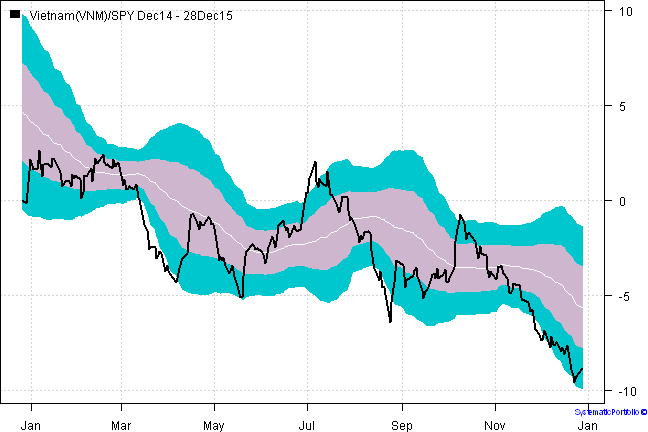 Vietnam(VNM)/SPY Dec14 - 28Dec15
10
5
0
-5
-10
Jan
Mar
May
Jul
Sep
Nov
Jan
SystematicPortfolio ©